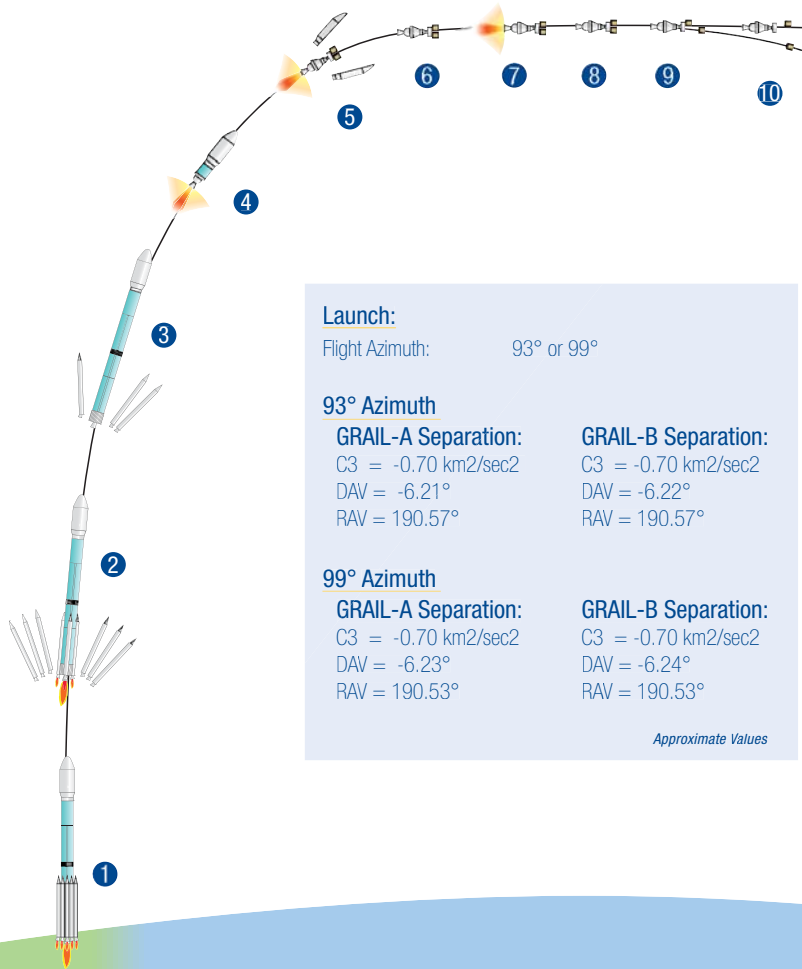 6
7
8
9
10
5
4
3
2
1
Launch:
Flight Azimuth: 93° or 99°
93° Azimuth
GRAIL-A Separation: GRAIL-B Separation:
C3 = -0.70 km2/sec2 C3 = -0.70 km2/sec2
DAV = -6.21° DAV = -6.22°
RAV = 190.57° RAV = 190.57°
99° Azimuth
GRAIL-A Separation: GRAIL-B Separation:
C3 = -0.70 km2/sec2 C3 = -0.70 km2/sec2
DAV = -6.23° DAV = -6.24°
RAV = 190.53° RAV = 190.53°
Approximate Values